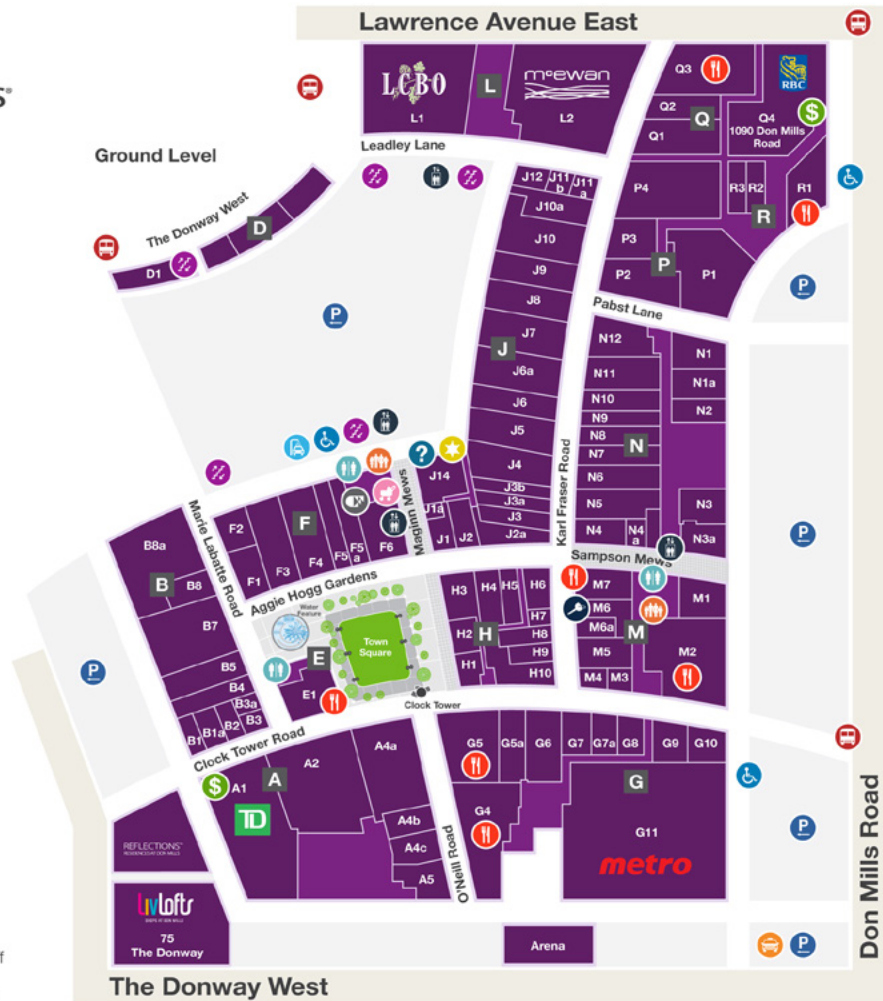 Lawrence Avenue East
S®
LCBO
L1
L
mcewan
L2
Q3
RBC
Q2
Q
Q4
1090 Don Mills
Road
$
Q1
Leadley Lane
Ground Level
J12
J11
b
J11
a
P4
R3
R2
R1
R
J10a
The Donway West
D
D1
J10
P3
P
P2
P1
J9
J8
Pabst Lane
P
P
J7
J
J6a
J6
J5
J4
J3b
J3a
J3
J2a
N12
N1
N11
N1a
N10
N2
N9
N8
N
N7
N6
N5
N3
N4
N4
a
N3a
Karl Fraser Road
P
?
J14
J1a
J1
J2
Maginn Mews
F
F2
F1
F3
F4
F5
F5
a
F6
Marie Labatte
Road
B8a
B
B8
B7
B5
B4
B3a
B3
B2
B1a
B1
P
Aggie Hogg Gardens
Water
Feature
Town
Square
E
E1
Clock Tower
H3
H4
H5
H6
H7
H2
H
H8
H9
H1
H10
Sampson Mews
M7
M1
M6
M6a
M
M5
M2
M4
M3
Clock Tower Road
$
A1
A
A2
A4a
TD
A4b
A4c
A5
O'Neill Road
G5
G5a
G6
G7
G7a
G8
G9
G10
G4
G
G11
metro
P
REFLECTIONS™
RESIDENCES AT DON MILLS
LivLofts
75
The Donway
Arena
P
Don Mills Road
f
The Donway West